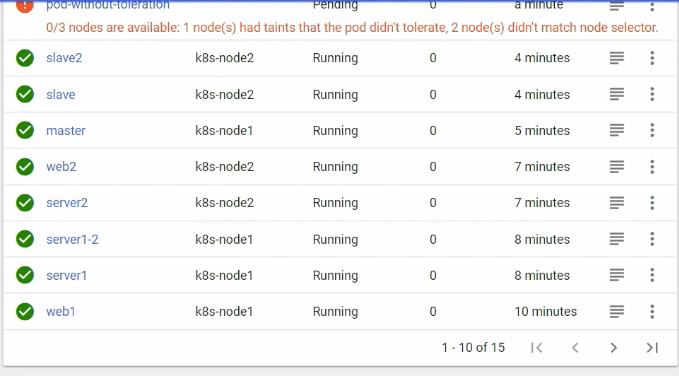 pod-without-toleration Pending 0 a minute
0/3 nodes are available: 1 node(s) had taints that the pod didn't tolerate, 2 node(s) didn't match node selector.
slave2 k8s-node2 Running 0 4 minutes
slave k8s-node2 Running 0 4 minutes
master k8s-node1 Running 0 5 minutes
web2 k8s-node2 Running 0 7 minutes
server2 k8s-node2 Running 0 7 minutes
server1-2 k8s-node1 Running 0 8 minutes
server1 k8s-node1 Running 0 8 minutes
web1 k8s-node1 Running 0 10 minutes
1 - 10 of 15